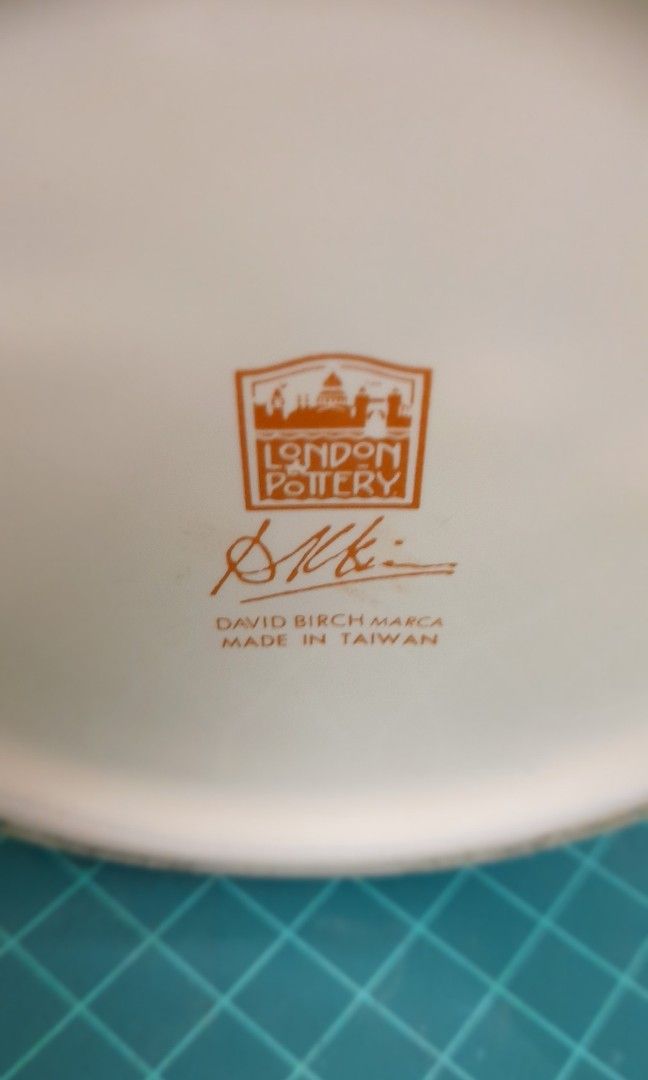 LONDON
POTTERY
DAVID BIRCH MARCA
MADE IN TAIWAN